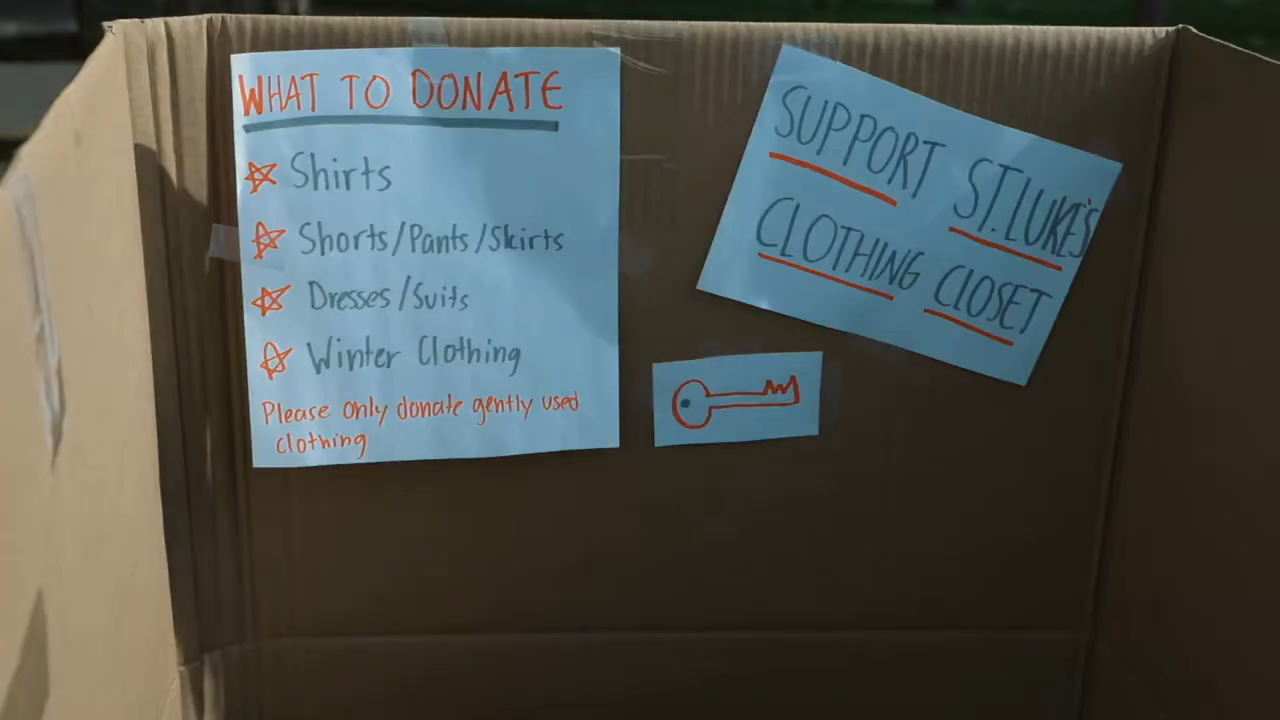 WHAT TO DONATE
Shirts
Shorts/Pants/Skirts
Dresses/Suits
Winter Clothing
Please only donate gently used
clothing
SUPPORT ST. LUKE'S
CLOTHING CLOSET